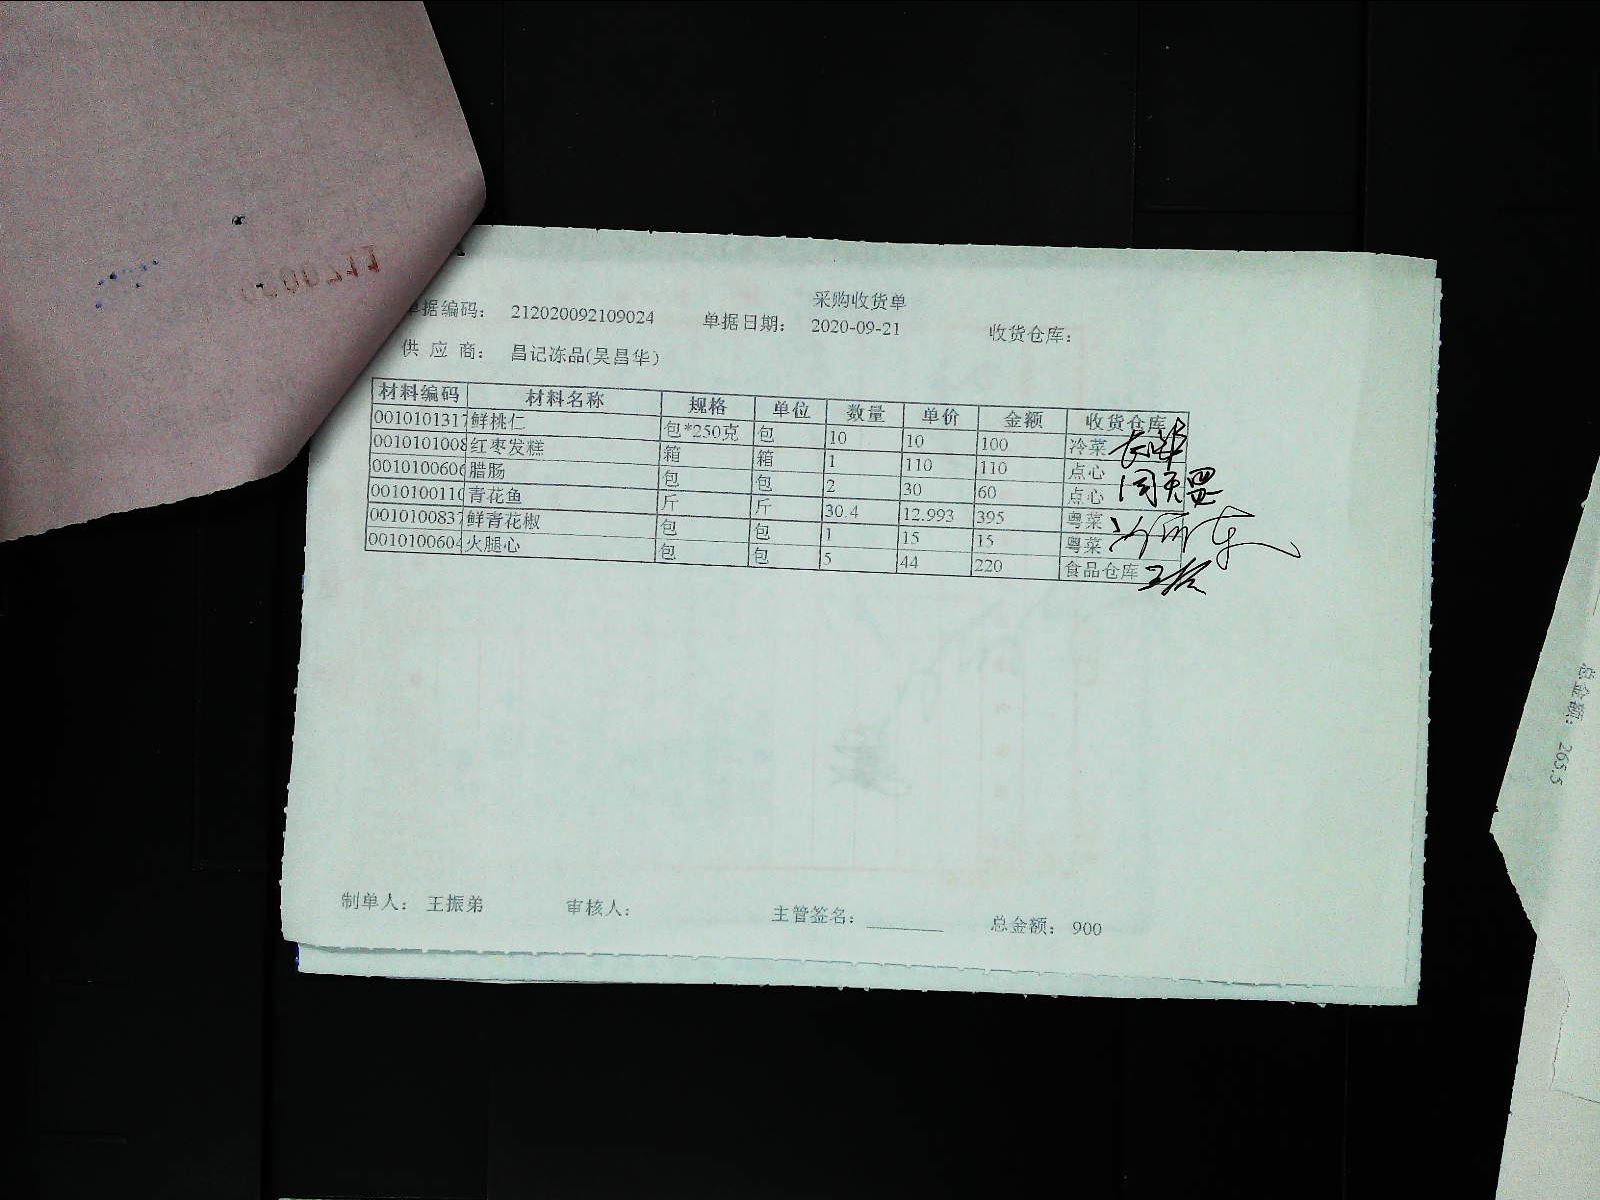 采购收货单
单据编码： 212020092109024 单据日期： 2020-09-21 收货仓库：
供 应 商： 昌记冻品(吴昌华)
材料编码 材料名称 规格 单位 数量 单价 金额 收货仓库
0010101317 鲜桃仁 包*250克 包 10 10 100 冷菜
0010101008 红枣发糕 箱 箱 1 110 110 点心
0010100606 腊肠 包 包 2 30 60 点心
0010100110 青花鱼 斤 斤 30.4 12.993 395 粤菜
0010100837 鲜青花椒 包 包 1 15 15 粤菜
0010100604 火腿心 包 包 5 44 220 食品仓库
制单人： 王振弟 审核人： 主管签名： 总金额： 900
总金额： 265.5